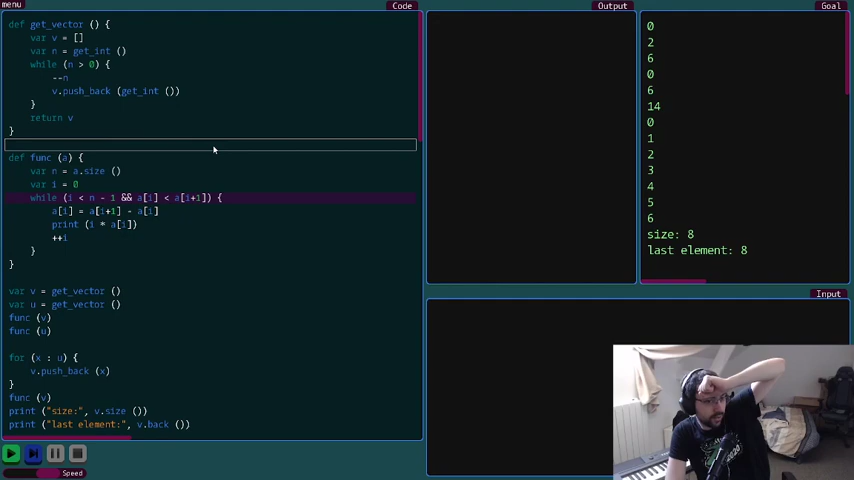 menu
Code
Output
Goal
def get_vector () {
var v = []
var n = get_int ()
while (n > 0) {
--n
v.push_back (get_int ())
}
return v
}
def func (a) {
var n = a.size ()
var i = 0
while (i < n - 1 && a[i] < a[i+1]) {
a[i] = a[i+1] - a[i]
print (i * a[i])
++i
}
}
var v = get_vector ()
var u = get_vector ()
func (v)
func (u)
for (x : u) {
v.push_back (x)
}
func (v)
print ("size:", v.size ())
print ("last element:", v.back ())
0
2
6
0
6
14
0
1
2
3
4
5
6
size: 8
last element: 8
Input
Speed
2020